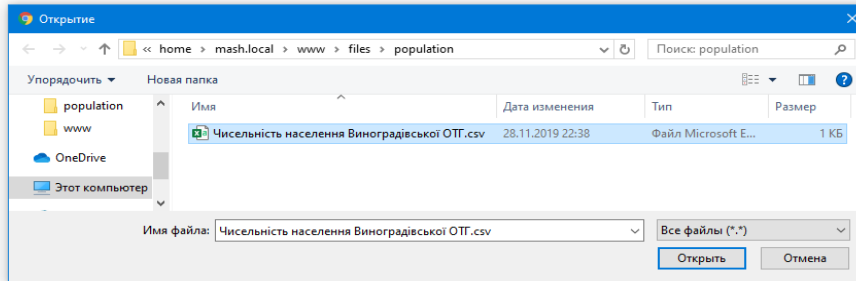 Открытие
« home › mash.local › www › files › population
Поиск: population
Упорядочить
Новая папка
population
www
OneDrive
Этот компьютер
Имя Дата изменения Тип Размер
Чисельність населення Виноградівської ОТГ.csv 28.11.2019 22:38 Файл Microsoft E... 1 КБ
Имя файла: Чисельність населення Виноградівської ОТГ.csv
Все файлы (*.*)
Открыть Отмена